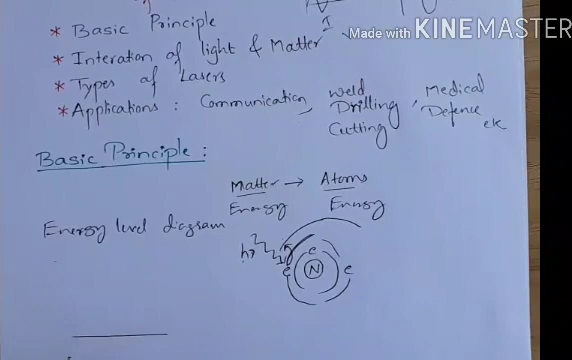 Made with KINEMASTER
* Basic Principle
* Interation of light & Matter
* Types of Lasers
* Applications : Communication, weld Drilling Cutting, Medical Defence etc
Basic Principle :
Matter → Atoms
Energy Energy
Energy level diagram
hν
e
e
N
e